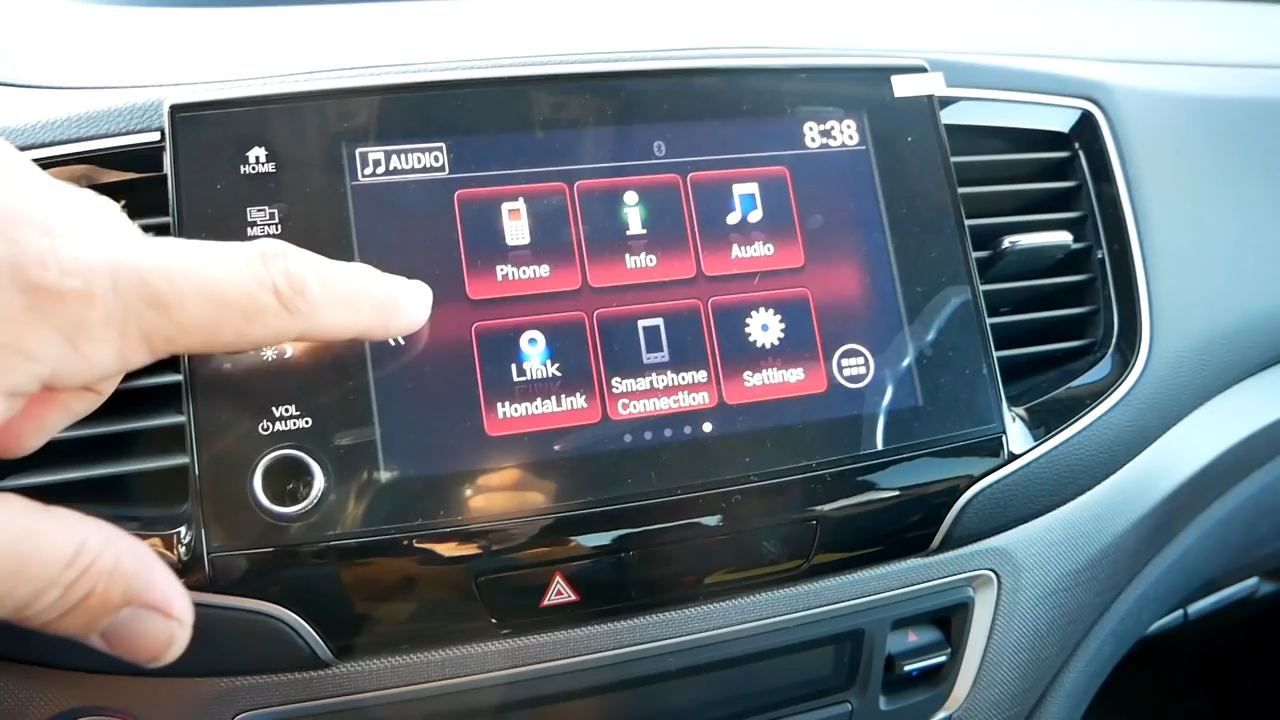 AUDIO
8:38
HOME
MENU
Phone
Info
Audio
Link
HondaLink
Smartphone
Connection
Settings
VOL
AUDIO